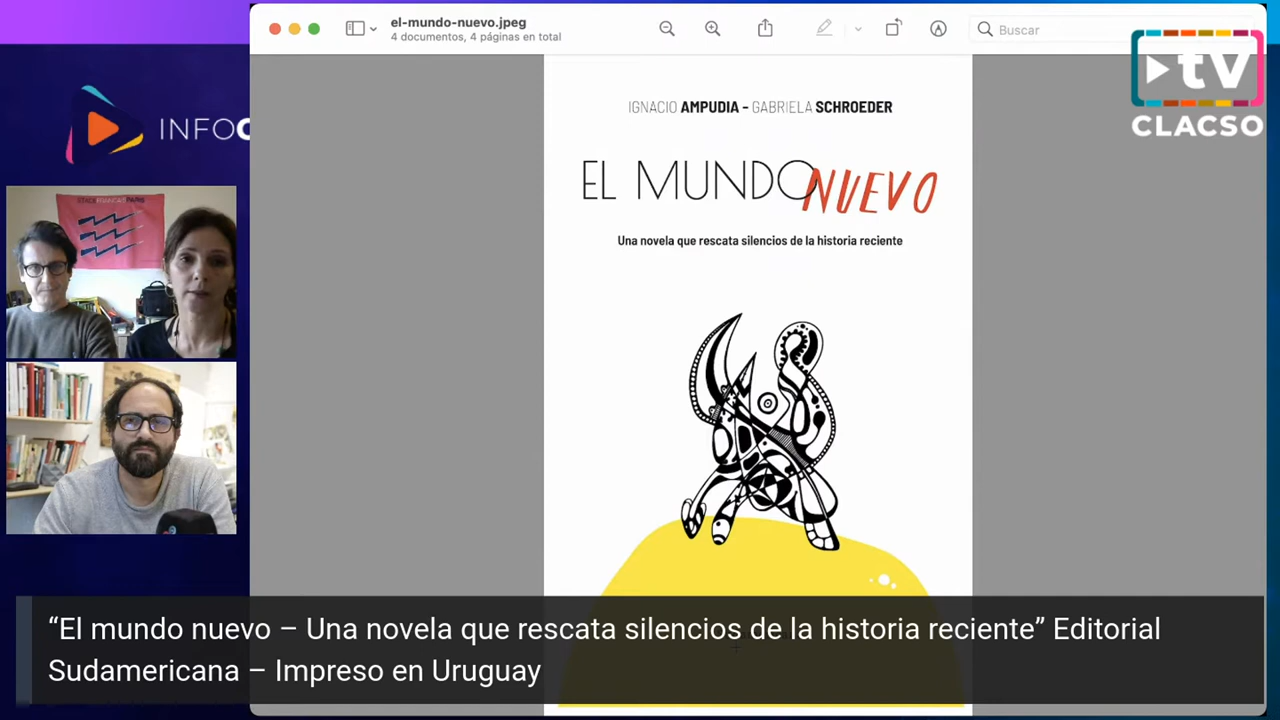 el-mundo-nuevo.jpeg
4 documentos, 4 páginas en total
Buscar
tv
CLACSO
INFOC
IGNACIO AMPUDIA - GABRIELA SCHROEDER
EL MUNDO NUEVO
Una novela que rescata silencios de la historia reciente
“El mundo nuevo – Una novela que rescata silencios de la historia reciente” Editorial
Sudamericana – Impreso en Uruguay